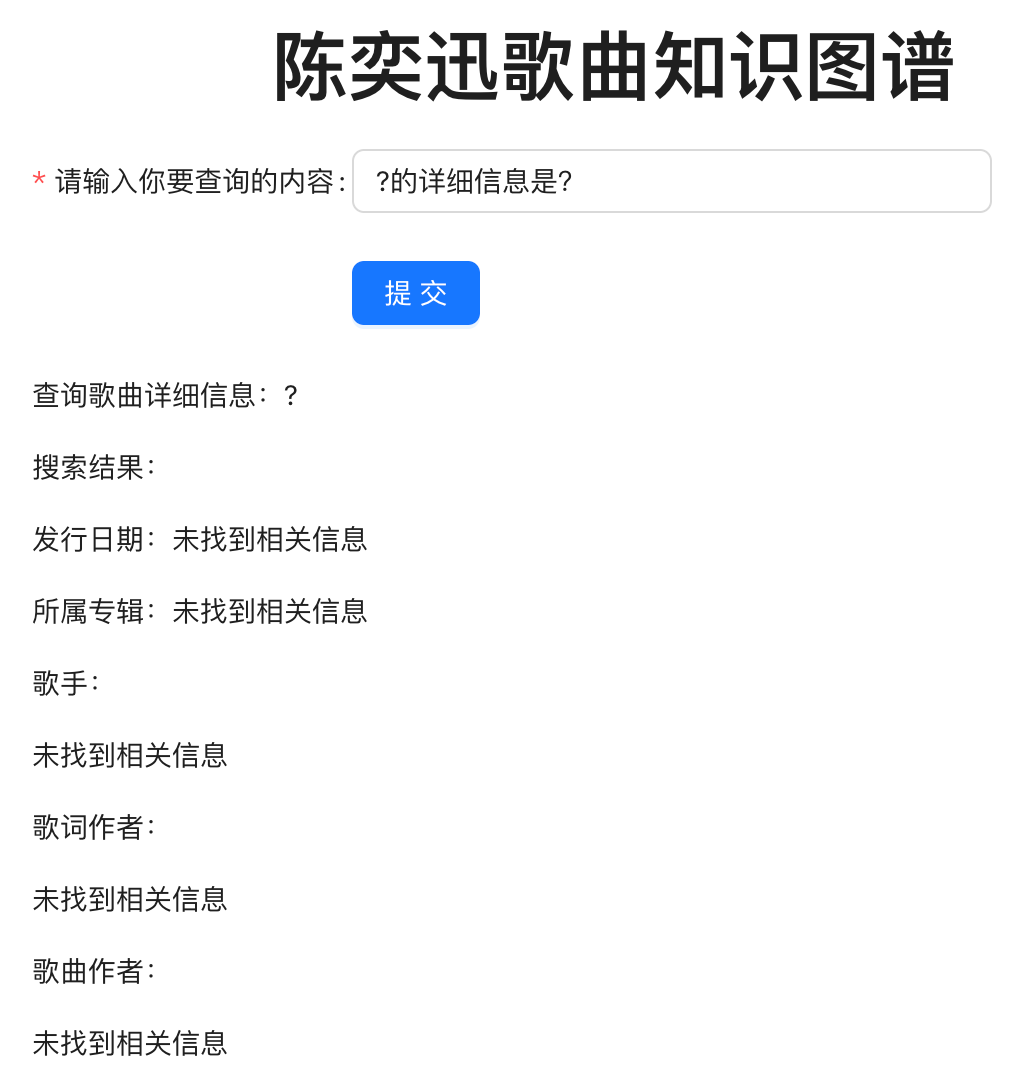 陈奕迅歌曲知识图谱
* 请输入你要查询的内容: ?的详细信息是?
提 交
查询歌曲详细信息：?
搜索结果：
发行日期：未找到相关信息
所属专辑：未找到相关信息
歌手：
未找到相关信息
歌词作者：
未找到相关信息
歌曲作者：
未找到相关信息